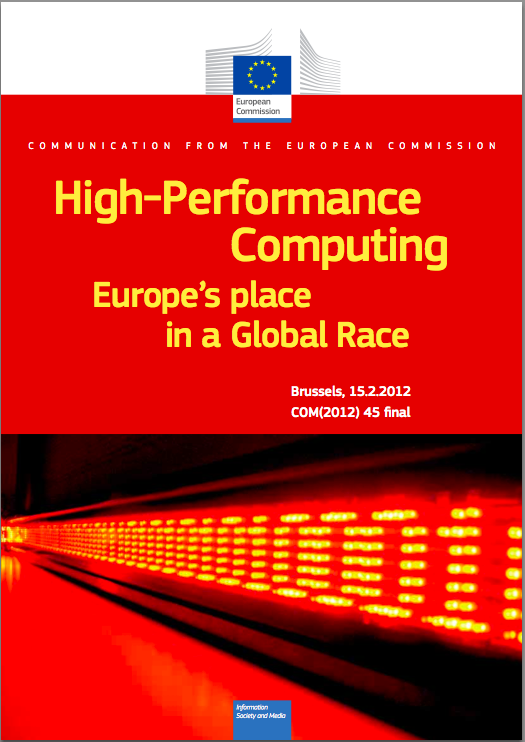 European
Commission
COMMUNICATION FROM THE EUROPEAN COMMISSION
High-Performance
Computing
Europe's place
in a Global Race
Brussels, 15.2.2012
COM(2012) 45 final
Information
Society and Media